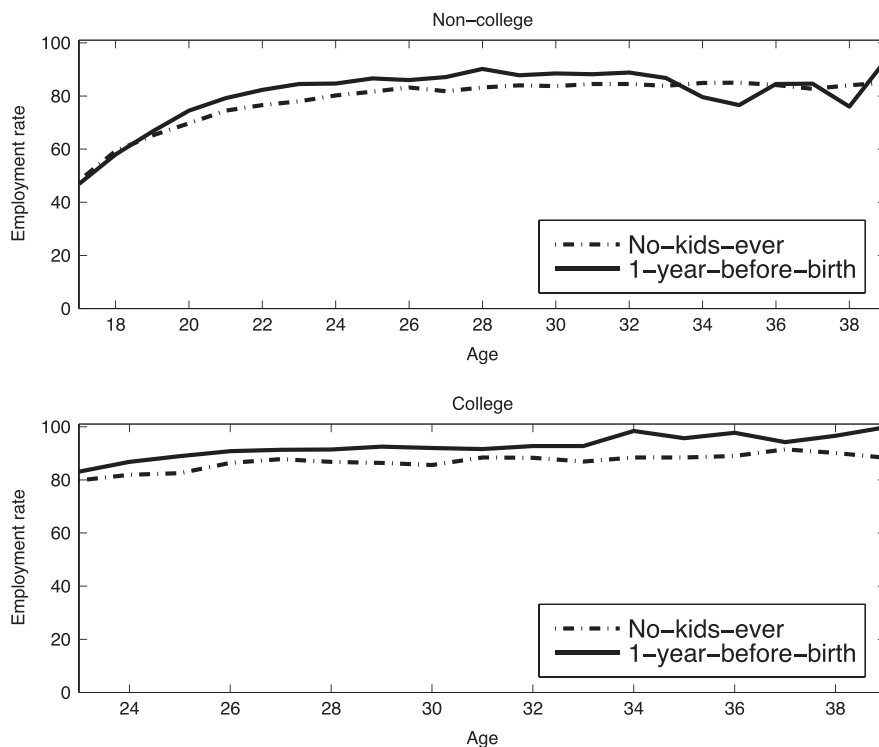 Non−college
100
80
60
40
20
0
Employment rate
18 20 22 24 26 28 30 32 34 36 38
Age
No−kids−ever
1−year−before−birth
College
100
80
60
40
20
0
Employment rate
24 26 28 30 32 34 36 38
Age
No−kids−ever
1−year−before−birth